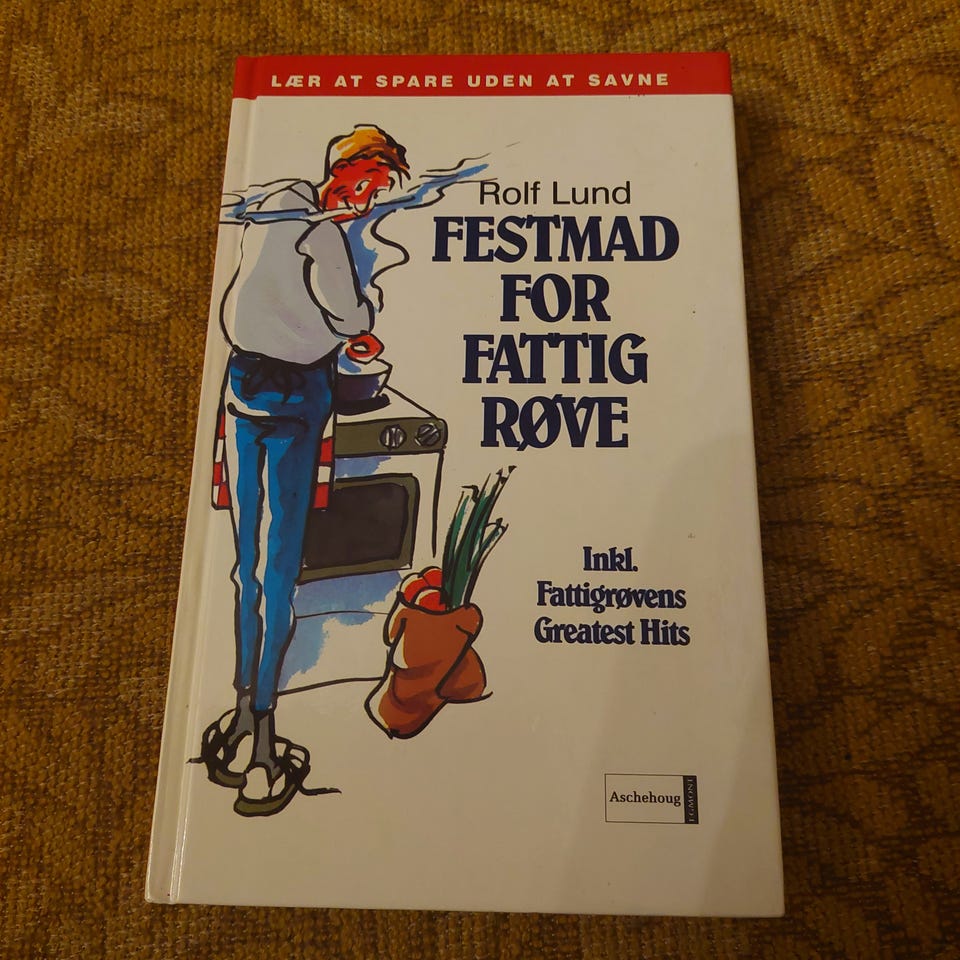 LÆR AT SPARE UDEN AT SAVNE
Rolf Lund
FESTMAD
FOR
FATTIG
RØVE
Inkl.
Fattigrøvens
Greatest Hits
Aschehoug
EGMONT